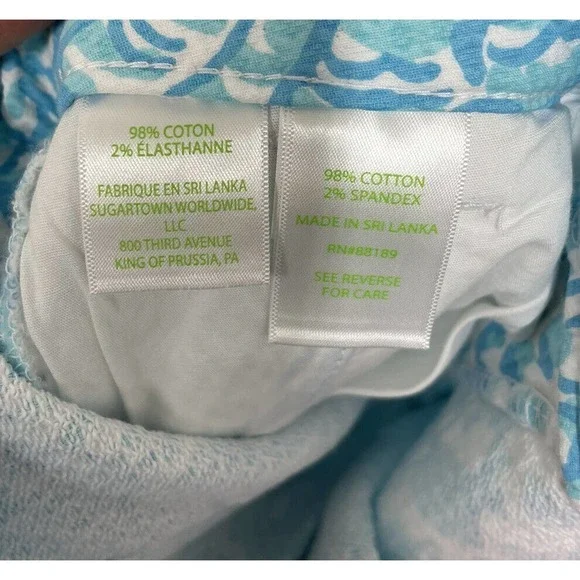 98% COTON
2% ÉLASTHANNE
FABRIQUE EN SRI LANKA
SUGARTOWN WORLDWIDE,
LLC
800 THIRD AVENUE
KING OF PRUSSIA, PA
98% COTTON
2% SPANDEX
MADE IN SRI LANKA
RN#88189
SEE REVERSE
FOR CARE